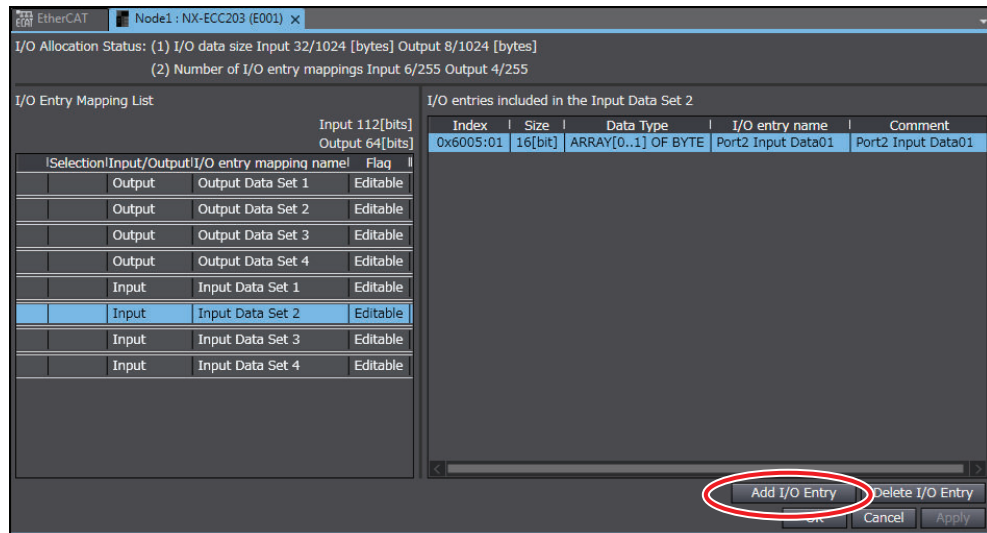 EtherCAT Node1 : NX-ECC203 (E001) ×
I/O Allocation Status: (1) I/O data size Input 32/1024 [bytes] Output 8/1024 [bytes]
(2) Number of I/O entry mappings Input 6/255 Output 4/255
I/O Entry Mapping List
Input 112[bits]
Output 64[bits]
Selection Input/Output I/O entry mapping name Flag
Output Output Data Set 1 Editable
Output Output Data Set 2 Editable
Output Output Data Set 3 Editable
Output Output Data Set 4 Editable
Input Input Data Set 1 Editable
Input Input Data Set 2 Editable
Input Input Data Set 3 Editable
Input Input Data Set 4 Editable
I/O entries included in the Input Data Set 2
Index Size Data Type I/O entry name Comment
0x6005:01 16[bit] ARRAY[0..1] OF BYTE Port2 Input Data01 Port2 Input Data01
Add I/O Entry Delete I/O Entry
Cancel Apply